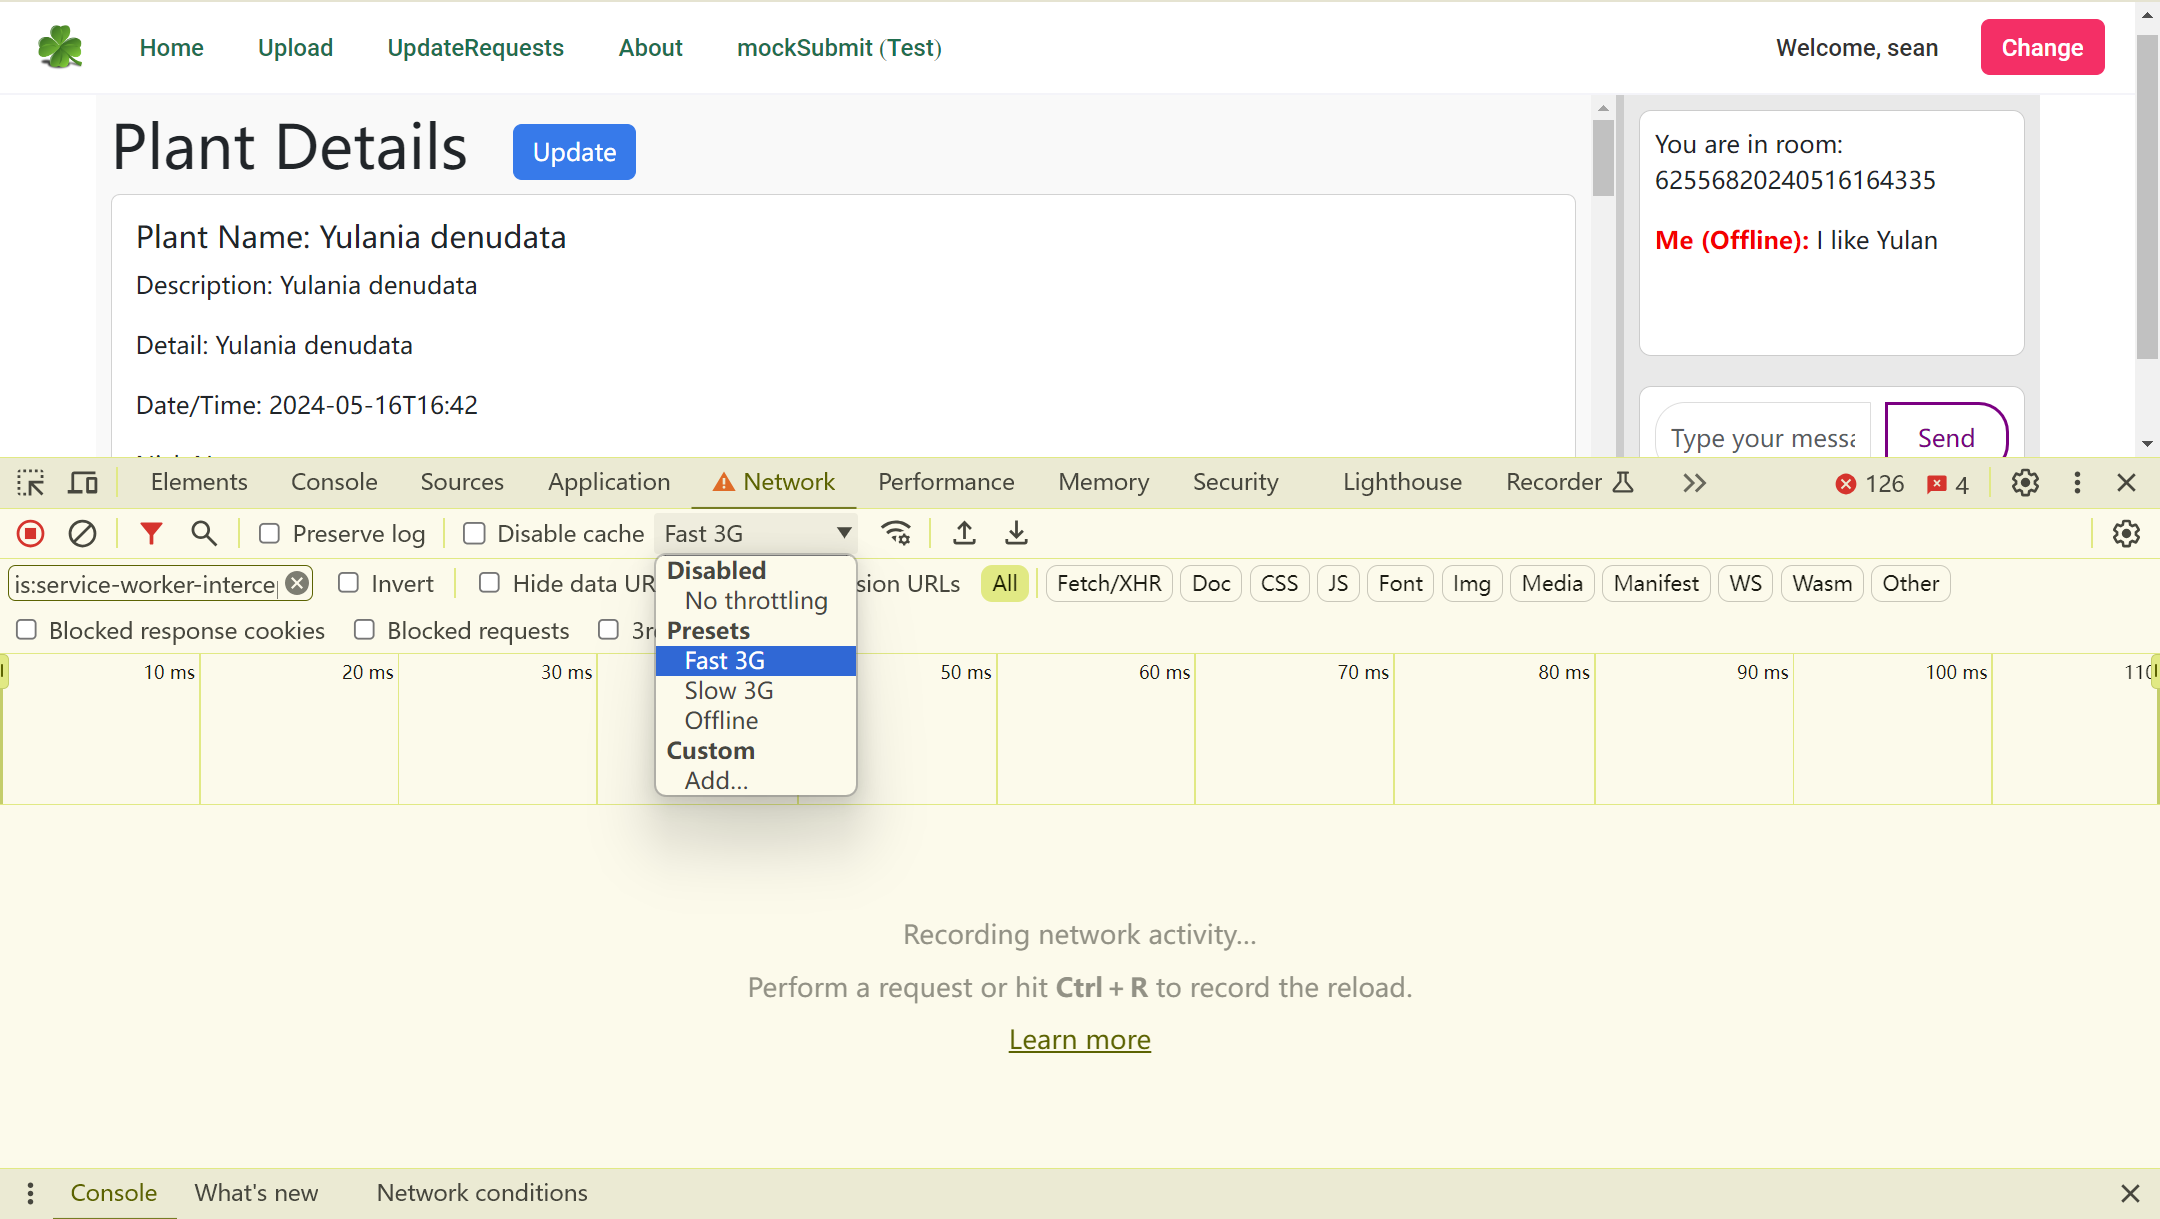 Home Upload UpdateRequests About mockSubmit (Test) Welcome, sean Change
Plant Details Update
Plant Name: Yulania denudata
Description: Yulania denudata
Detail: Yulania denudata
Date/Time: 2024-05-16T16:42
You are in room:
62556820240516164335
Me (Offline): I like Yulan
Type your messa Send
Elements Console Sources Application Network Performance Memory Security Lighthouse Recorder 126 4
Preserve log Disable cache Fast 3G
is:service-worker-interce Invert Hide data UR sion URLs All Fetch/XHR Doc CSS JS Font Img Media Manifest WS Wasm Other
Blocked response cookies Blocked requests 3r
Disabled
No throttling
Presets
Fast 3G
Slow 3G
Offline
Custom
Add...
10 ms 20 ms 30 ms 50 ms 60 ms 70 ms 80 ms 90 ms 100 ms 110
Recording network activity...
Perform a request or hit Ctrl + R to record the reload.
Learn more
Console What's new Network conditions